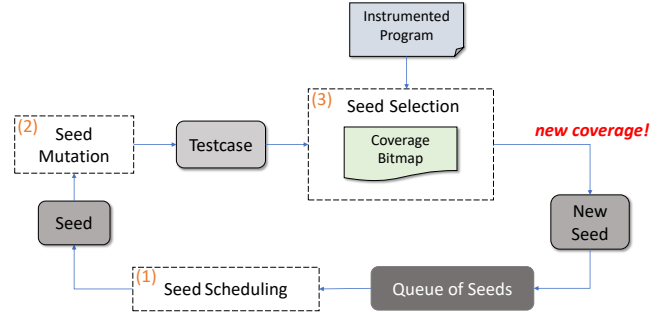 Instrumented
Program
(3)
Seed Selection
Coverage
Bitmap
(2)
Seed
Mutation
Testcase
new coverage!
Seed
New
Seed
(1)
Seed Scheduling
Queue of Seeds